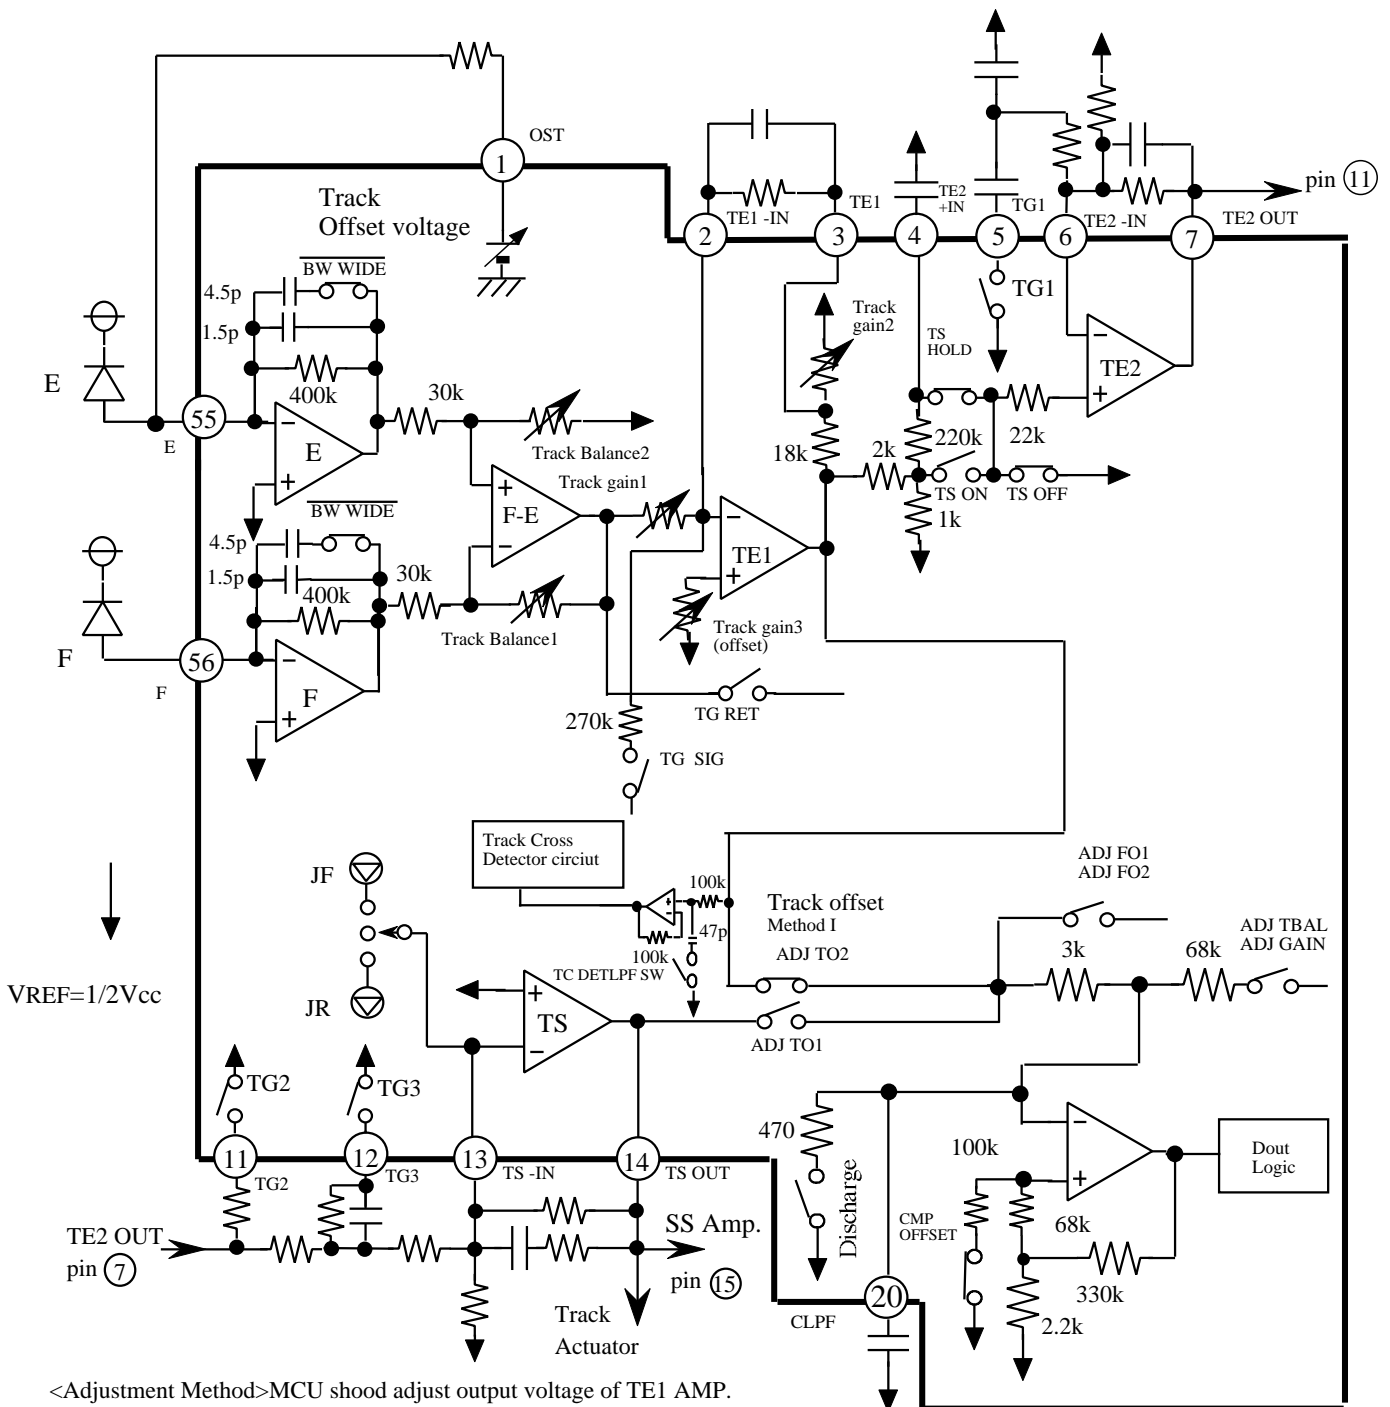 OST
1
Track
Offset voltage
BW WIDE
4.5p
1.5p
400k
E
E
55
E
30k
Track Balance2
BW WIDE
4.5p
1.5p
400k
F
F
56
F
30k
Track Balance1
F-E
Track gain1
2
TE1 -IN
3
TE1
4
TE2
+IN
5
TG1
6
TE2 -IN
7
TE2 OUT
pin 11
TG1
Track
gain2
TS
HOLD
TE2
18k
2k
220k
22k
TS ON
TS OFF
1k
TE1
Track gain3
(offset)
TG RET
270k
TG SIG
Track Cross
Detector circiut
100k
47p
100k
TC DETLPF SW
Track offset
Method I
ADJ TO2
ADJ TO1
ADJ FO1
ADJ FO2
3k
68k
ADJ TBAL
ADJ GAIN
JF
JR
VREF=1/2Vcc
TS
TG2
TG3
11
TG2
12
TG3
13
TS -IN
14
TS OUT
TE2 OUT
pin 7
SS Amp.
pin 15
Track
Actuator
470
Discharge
20
CLPF
100k
CMP
OFFSET
68k
330k
2.2k
Dout
Logic
<Adjustment Method>MCU shood adjust output voltage of TE1 AMP.